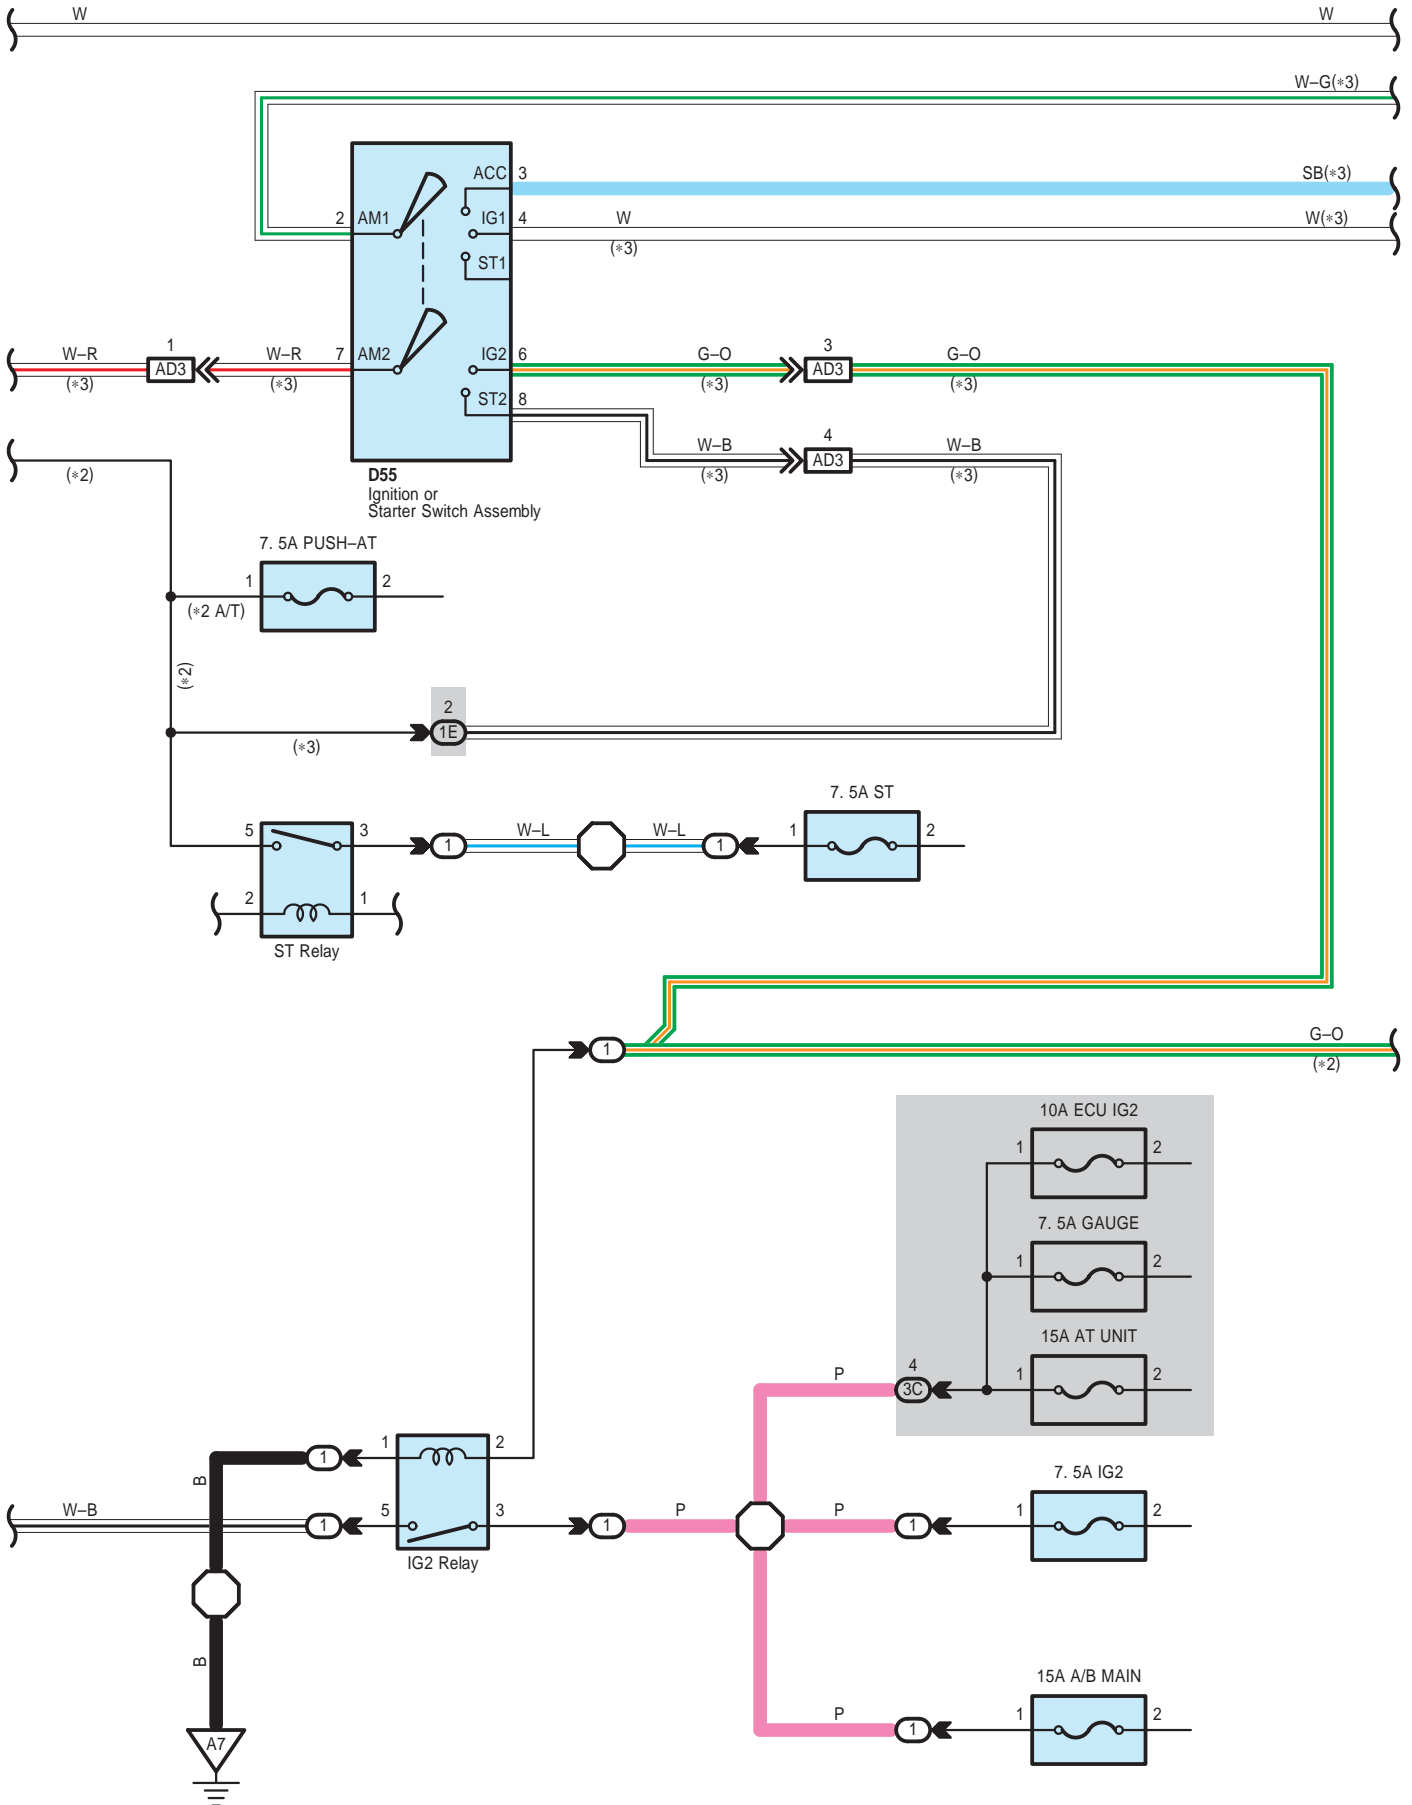 W W
W–G(∗3)
ACC 3 SB(∗3)
2 AM1 IG1 4 W W(∗3)
(∗3)
ST1
1 3
W–R W–R 7 AM2 IG2 6 G–O G–O
AD3 AD3
(∗3) (∗3) (∗3) (∗3)
ST2 8
4
W–B W–B
AD3
(∗2) (∗3) (∗3)
D55
Ignition or
Starter Switch Assembly
7. 5A PUSH–AT
1 2
(∗2 A/T)
(∗2)
2
1E
(∗3)
7. 5A ST
5 3 W–L W–L 1 2
1 1
2 1
ST Relay
G–O
1
(∗2)
10A ECU IG2
1 2
7. 5A GAUGE
1 2
15A AT UNIT
4 P 1 2
3C
1 2
1
B
7. 5A IG2
W–B 5 3 P P 1 2
1 1 1
IG2 Relay
B
15A A/B MAIN
P 1 2
1
A7